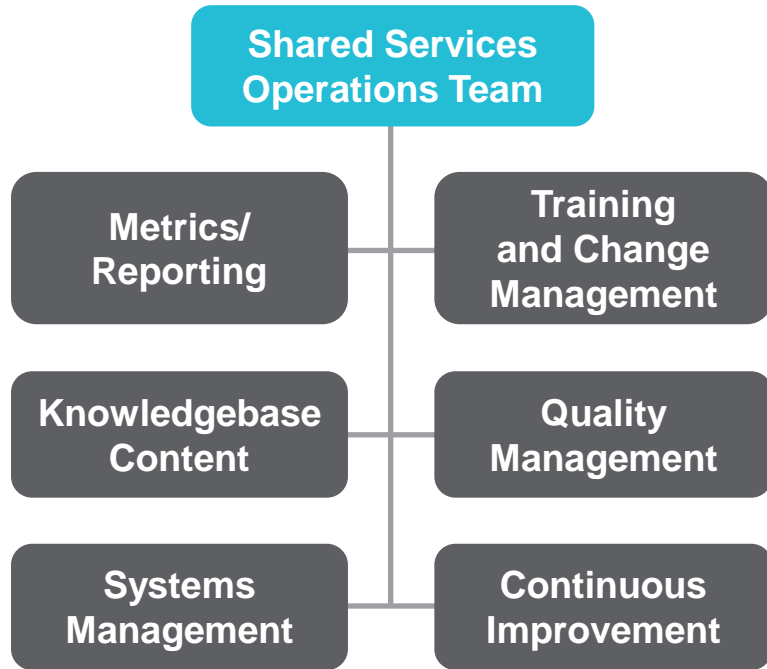 Shared Services
Operations Team
Metrics/
Reporting
Training
and Change
Management
Knowledgebase
Content
Quality
Management
Systems
Management
Continuous
Improvement